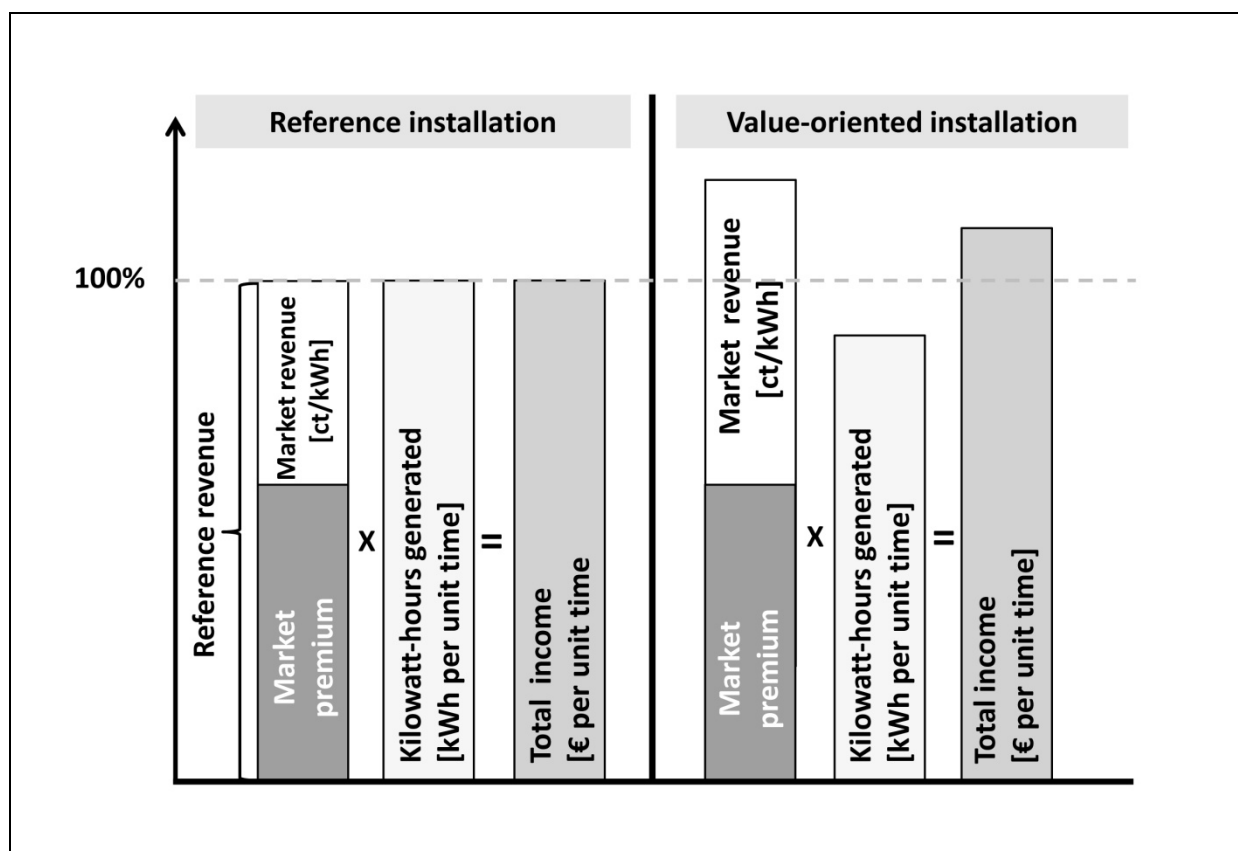 Reference installation
Value-oriented installation
100%
Reference revenue
Market revenue
[ct/kWh]
Market
premium
X
Kilowatt-hours generated
[kWh per unit time]
=
Total income
[€ per unit time
Market revenue
[ct/kWh]
Market
premium
X
Kilowatt-hours generated
[kWh per unit time]
=
Total income
[€ per unit time]